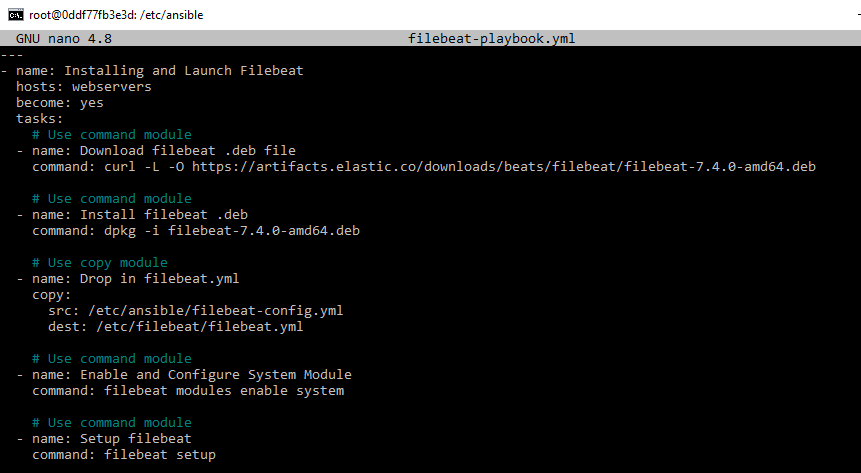 root@0ddf77fb3e3d: /etc/ansible
GNU nano 4.8 filebeat-playbook.yml
---
- name: Installing and Launch Filebeat
  hosts: webservers
  become: yes
  tasks:
    # Use command module
  - name: Download filebeat .deb file
    command: curl -L -O https://artifacts.elastic.co/downloads/beats/filebeat/filebeat-7.4.0-amd64.deb

    # Use command module
  - name: Install filebeat .deb
    command: dpkg -i filebeat-7.4.0-amd64.deb

    # Use copy module
  - name: Drop in filebeat.yml
    copy:
      src: /etc/ansible/filebeat-config.yml
      dest: /etc/filebeat/filebeat.yml

    # Use command module
  - name: Enable and Configure System Module
    command: filebeat modules enable system

    # Use command module
  - name: Setup filebeat
    command: filebeat setup